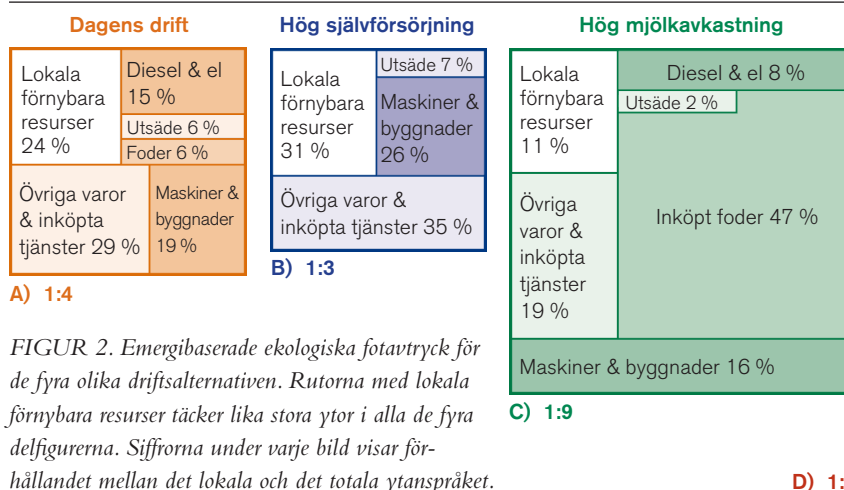 Dagens drift
Lokala
förnybara
resurser
24 %
Diesel & el
15 %
Utsäde 6 %
Foder 6 %
Övriga varor
& inköpta
tjänster 29 %
Maskiner &
byggnader
19 %
A) 1:4
Hög självförsörjning
Lokala
förnybara
resurser
31 %
Utsäde 7 %
Maskiner &
byggnader
26 %
Övriga varor &
inköpta tjänster 35 %
B) 1:3
Hög mjölkavkastning
Lokala
förnybara
resurser
11 %
Diesel & el 8 %
Utsäde 2 %
Övriga
varor &
inköpta
tjänster
19 %
Inköpt foder 47 %
Maskiner & byggnader 16 %
C) 1:9
FIGUR 2. Emergibaserade ekologiska fotavtryck för
de fyra olika driftsalternativen. Rutorna med lokala
förnybara resurser täcker lika stora ytor i alla de fyra
delfigurerna. Siffrorna under varje bild visar för-
hållandet mellan det lokala och det totala ytanspråket.
D) 1: